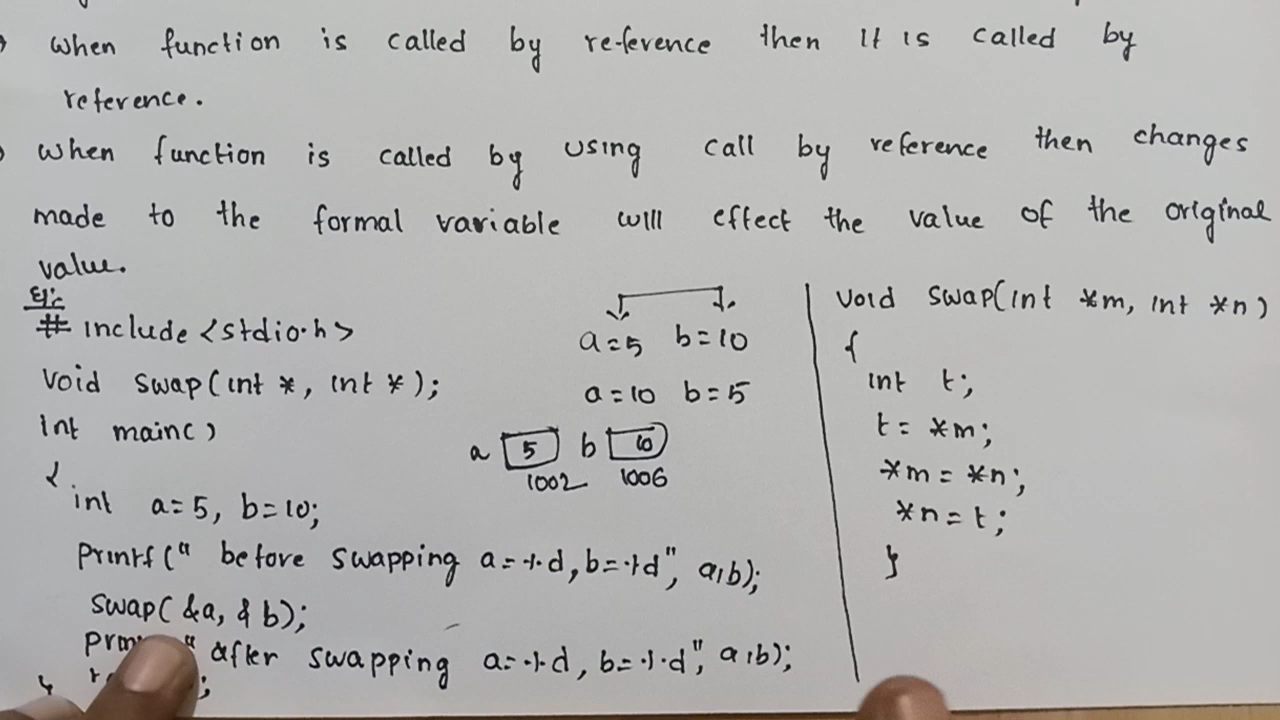 when function is called by reference then it is called by
reference.
when function is called by using call by reference then changes
made to the formal variable will effect the value of the original
value.
Ex:
# include <stdio.h>
void swap(int *, int *);
int main()
{
int a=5, b=10;
printf(" before swapping a=%d, b=%d", a,b);
swap( &a, & b);
" after swapping a=%d, b=%d", a,b);
}
a=5 b=10
a=10 b=5
a 5 b 10
1002 1006
void swap(int *m, int *n)
{
int t;
t= *m;
*m = *n;
*n=t;
}